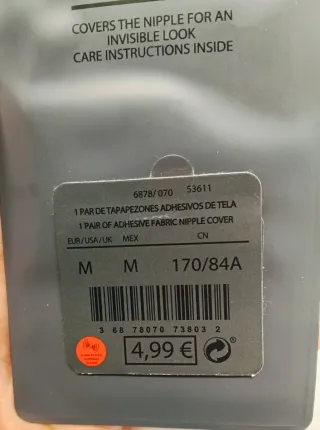 COVERS THE NIPPLE FOR AN
INVISIBLE LOOK
CARE INSTRUCTIONS INSIDE
6878/070 53611
1 PAR DE TAPAPEZONES ADHESIVOS DE TELA
1 PAIR OF ADHESIVE FABRIC NIPPLE COVER
EUR/USA/UK MEX CN
M M 170/84A
3 68 78070 73803 2
4,99 €